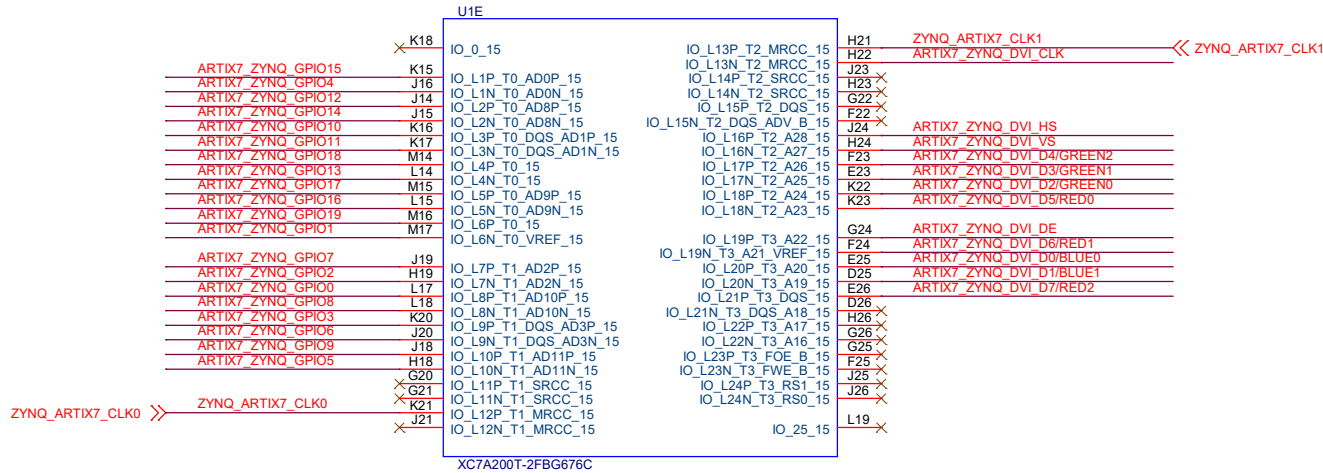 U1E
K18 IO_0_15
ARTIX7_ZYNQ_GPIO15 K15 IO_L1P_T0_AD0P_15
ARTIX7_ZYNQ_GPIO4 J16 IO_L1N_T0_AD0N_15
ARTIX7_ZYNQ_GPIO12 J14 IO_L2P_T0_AD8P_15
ARTIX7_ZYNQ_GPIO14 J15 IO_L2N_T0_AD8N_15
ARTIX7_ZYNQ_GPIO10 K16 IO_L3P_T0_DQS_AD1P_15
ARTIX7_ZYNQ_GPIO11 K17 IO_L3N_T0_DQS_AD1N_15
ARTIX7_ZYNQ_GPIO18 M14 IO_L4P_T0_15
ARTIX7_ZYNQ_GPIO13 L14 IO_L4N_T0_15
ARTIX7_ZYNQ_GPIO17 M15 IO_L5P_T0_AD9P_15
ARTIX7_ZYNQ_GPIO16 L15 IO_L5N_T0_AD9N_15
ARTIX7_ZYNQ_GPIO19 M16 IO_L6P_T0_15
ARTIX7_ZYNQ_GPIO1 M17 IO_L6N_T0_VREF_15
ARTIX7_ZYNQ_GPIO7 J19 IO_L7P_T1_AD2P_15
ARTIX7_ZYNQ_GPIO2 H19 IO_L7N_T1_AD2N_15
ARTIX7_ZYNQ_GPIO0 L17 IO_L8P_T1_AD10P_15
ARTIX7_ZYNQ_GPIO8 L18 IO_L8N_T1_AD10N_15
ARTIX7_ZYNQ_GPIO3 K20 IO_L9P_T1_DQS_AD3P_15
ARTIX7_ZYNQ_GPIO6 J20 IO_L9N_T1_DQS_AD3N_15
ARTIX7_ZYNQ_GPIO9 J18 IO_L10P_T1_AD11P_15
ARTIX7_ZYNQ_GPIO5 H18 IO_L10N_T1_AD11N_15
G20 IO_L11P_T1_SRCC_15
G21 IO_L11N_T1_SRCC_15
ZYNQ_ARTIX7_CLK0 ZYNQ_ARTIX7_CLK0 K21 IO_L12P_T1_MRCC_15
J21 IO_L12N_T1_MRCC_15
IO_L13P_T2_MRCC_15 H21 ZYNQ_ARTIX7_CLK1 ZYNQ_ARTIX7_CLK1
IO_L13N_T2_MRCC_15 H22 ARTIX7_ZYNQ_DVI_CLK
IO_L14P_T2_SRCC_15 J23
IO_L14N_T2_SRCC_15 H23
IO_L15P_T2_DQS_15 G22
IO_L15N_T2_DQS_ADV_B_15 F22
IO_L16P_T2_A28_15 J24 ARTIX7_ZYNQ_DVI_HS
IO_L16N_T2_A27_15 H24 ARTIX7_ZYNQ_DVI_VS
IO_L17P_T2_A26_15 F23 ARTIX7_ZYNQ_DVI_D4/GREEN2
IO_L17N_T2_A25_15 E23 ARTIX7_ZYNQ_DVI_D3/GREEN1
IO_L18P_T2_A24_15 K22 ARTIX7_ZYNQ_DVI_D2/GREEN0
IO_L18N_T2_A23_15 K23 ARTIX7_ZYNQ_DVI_D5/RED0
IO_L19P_T3_A22_15 G24 ARTIX7_ZYNQ_DVI_DE
IO_L19N_T3_A21_VREF_15 F24 ARTIX7_ZYNQ_DVI_D6/RED1
IO_L20P_T3_A20_15 E25 ARTIX7_ZYNQ_DVI_D0/BLUE0
IO_L20N_T3_A19_15 D25 ARTIX7_ZYNQ_DVI_D1/BLUE1
IO_L21P_T3_DQS_15 E26 ARTIX7_ZYNQ_DVI_D7/RED2
IO_L21N_T3_DQS_A18_15 D26
IO_L22P_T3_A17_15 H26
IO_L22N_T3_A16_15 G26
IO_L23P_T3_FOE_B_15 G25
IO_L23N_T3_FWE_B_15 F25
IO_L24P_T3_RS1_15 J25
IO_L24N_T3_RS0_15 J26
IO_25_15 L19
XC7A200T-2FBG676C